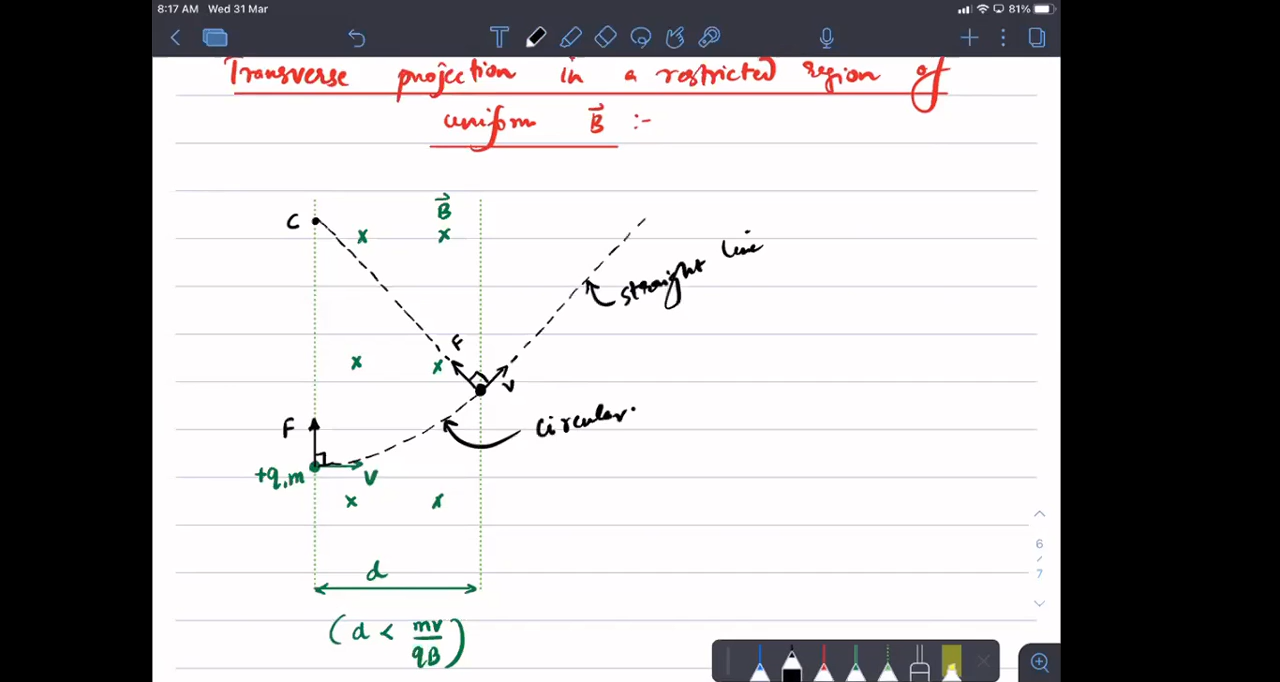 8:17 AM Wed 31 Mar
81%
T
Transverse projection in a restricted region of
uniform B⃗ :-
C
B⃗
x x
straight line
F
x x
V
F
circular.
+q,m
V
x x
d
(d < mv/qB)
6
/
7